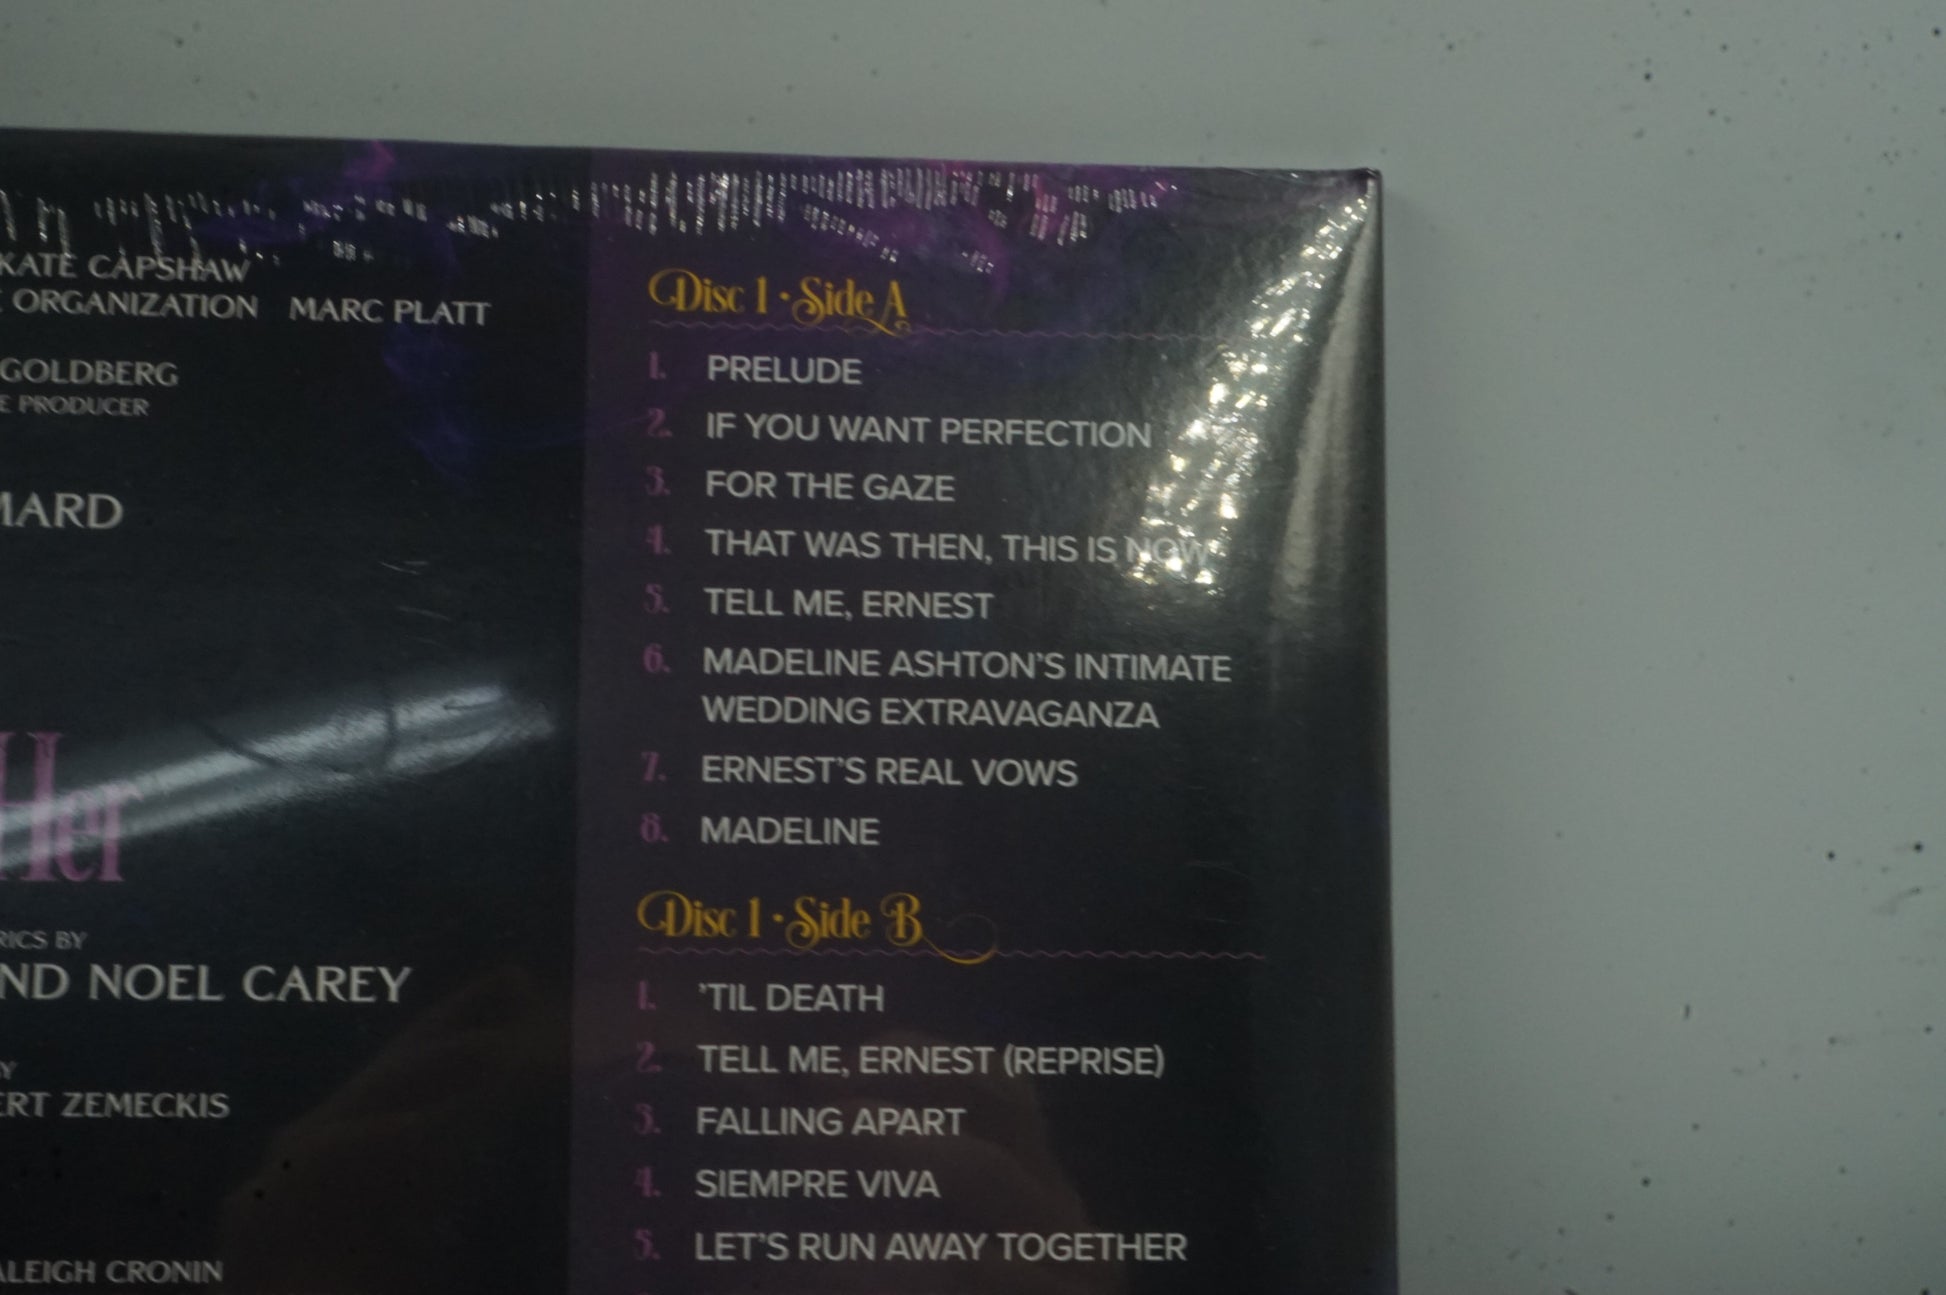 KATE CAPSHAW
ORGANIZATION MARC PLATT
GOLDBERG
PRODUCER
MARD
Her
BY
ND NOEL CAREY
ZEMECKIS
CRONIN
Disc 1 • Side A
1. PRELUDE
2. IF YOU WANT PERFECTION
3. FOR THE GAZE
4. THAT WAS THEN, THIS IS NOW
5. TELL ME, ERNEST
6. MADELINE ASHTON'S INTIMATE
WEDDING EXTRAVAGANZA
7. ERNEST'S REAL VOWS
8. MADELINE
Disc 1 • Side B
1. 'TIL DEATH
2. TELL ME, ERNEST (REPRISE)
3. FALLING APART
4. SIEMPRE VIVA
5. LET'S RUN AWAY TOGETHER